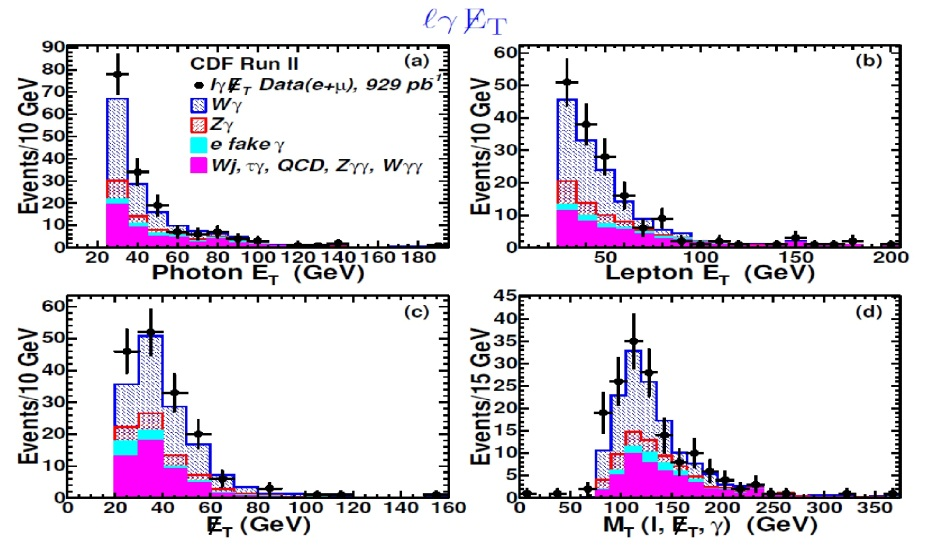 ℓγE̸T
Events/10 GeV
90
80
70
60
50
40
30
20
10
0
(a)
CDF Run II
lγE̸T Data(e+μ), 929 pb-1
Wγ
Zγ
e fake γ
Wj, τγ, QCD, Zγγ, Wγγ
20 40 60 80 100 120 140 160 180
Photon ET (GeV)
Events/10 GeV
60
50
40
30
20
10
0
(b)
50 100 150 200
Lepton ET (GeV)
Events/10 GeV
60
50
40
30
20
10
0
(c)
0 20 40 60 80 100 120 140 160
E̸T (GeV)
Events/15 GeV
45
40
35
30
25
20
15
10
5
0
(d)
0 50 100 150 200 250 300 350
MT (l, E̸T, γ) (GeV)